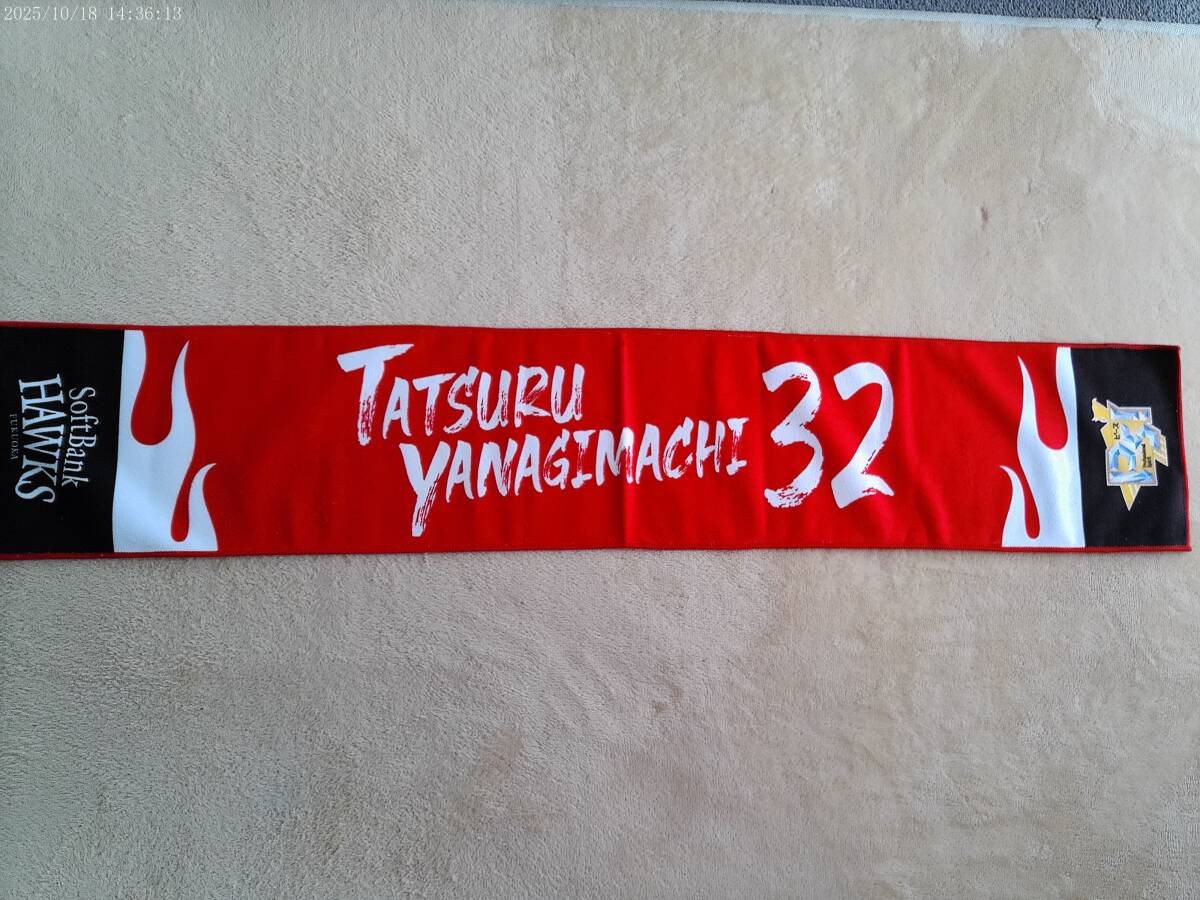 2025/10/18 14:36:13
TATSURU
YANAGIMACHI
32
SoftBank
HAWKS
FUKUOKA